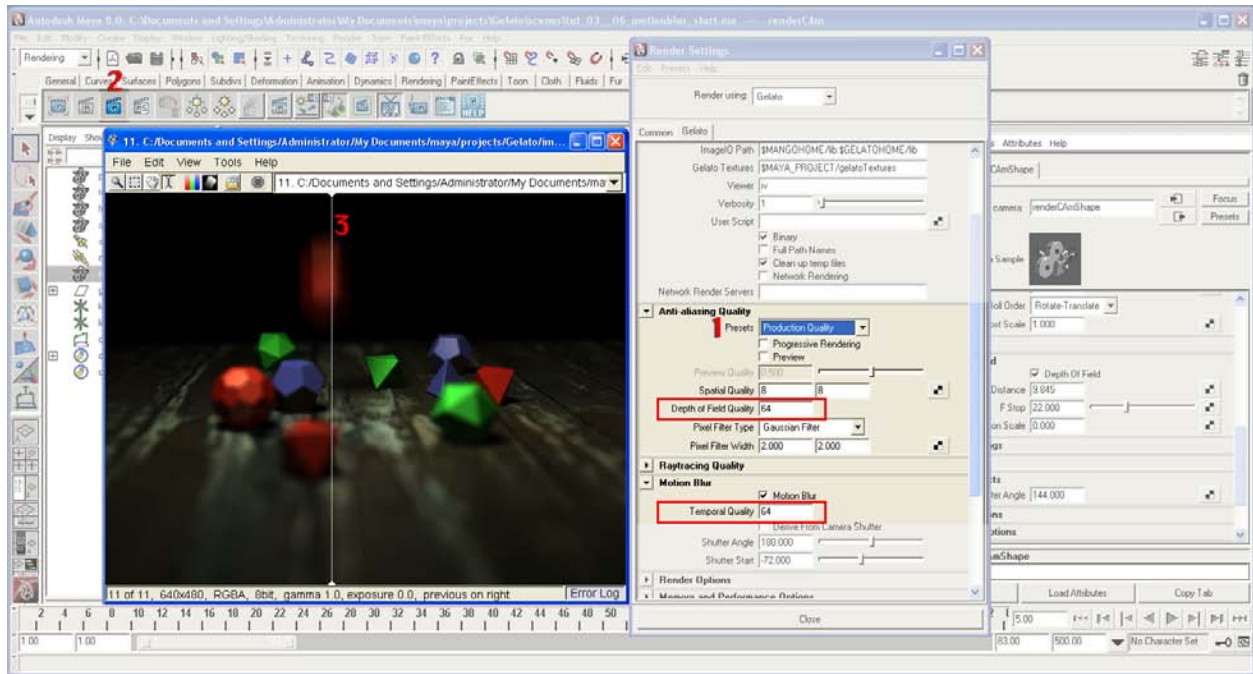 Autodesk Maya 8.0: C:\Documents and Settings\Administrator\My Documents\maya\projects\Gelato\scenes\tut_03__06_motionblur_start.ma --- renderCAm
Rendering
General Curves Surfaces Polygons Subdivs Deformation Animation Dynamics Rendering PaintEffects Toon Cloth Fluids Fur
2
Display
11. C:/Documents and Settings/Administrator/My Documents/maya/projects/Gelato/im...
File Edit View Tools Help
11. C:/Documents and Settings/Administrator/My Documents/ma
3
11 of 11, 640x480, RGBA, 8bit, gamma 1.0, exposure 0.0, previous on right Error Log
Render Settings
Edit Presets Help
Render using Gelato
Common Gelato
ImageIO Path $MANGOHOME/lib:$GELATOHOME/lib
Gelato Textures $MAYA_PROJECT/gelatoTextures
Viewer iv
Verbosity 1
User Script
Binary
Full Path Names
Clean up temp files
Network Rendering
Network Render Servers
Anti-aliasing Quality
1
Presets Production Quality
Progressive Rendering
Preview
Preview Quality 0.500
Spatial Quality 8 8
Depth of Field Quality 64
Pixel Filter Type Gaussian Filter
Pixel Filter Width 2.000 2.000
Raytracing Quality
Motion Blur
Motion Blur
Temporal Quality 64
Derive From Camera Shutter
Shutter Angle 180.000
Shutter Start -72.000
Render Options
Memory and Performance Options
Close
Attributes Help
CAmShape
camera: renderCAmShape
Focus
Presets
Sample
Roll Order Rotate-Translate
Scale 1.000
Depth Of Field
Distance 9.845
F Stop 22.000
Scale 0.000
Angle 144.000
Load Attributes Copy Tab
2 4 6 8 10 12 14 16 18 20 22 24 26 28 30 32 34 36 38 40 42 44 46 48 50
5.00
1.00 1.00
83.00 500.00 No Character Set